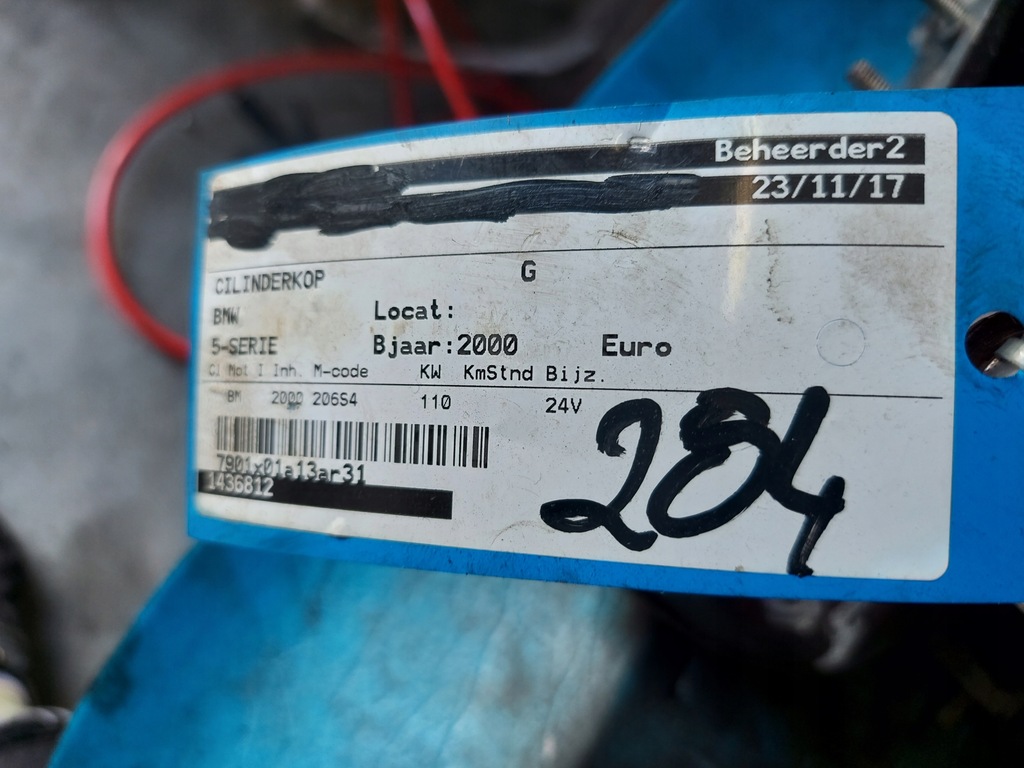 Beheerder2
23/11/17
CILINDERKOP G
BMW Locat:
5-SERIE Bjaar:2000 Euro
Cl Mot I Inh. M-code KW KmStnd Bijz.
BM 2000 206S4 110 24V
7901x01a13ar31
1436812
284